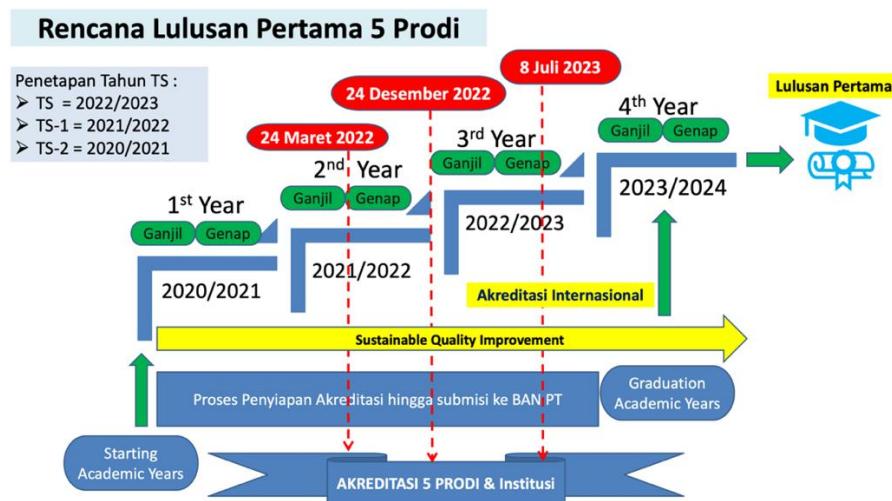 Rencana Lulusan Pertama 5 Prodi
Penetapan Tahun TS :
➢ TS = 2022/2023
➢ TS-1 = 2021/2022
➢ TS-2 = 2020/2021
24 Maret 2022
24 Desember 2022
8 Juli 2023
Lulusan Pertama
1st Year
Ganjil Genap
2020/2021
2nd Year
Ganjil Genap
2021/2022
3rd Year
Ganjil Genap
2022/2023
4th Year
Ganjil Genap
2023/2024
Akreditasi Internasional
Sustainable Quality Improvement
Proses Penyiapan Akreditasi hingga submisi ke BAN PT
Graduation
Academic Years
Starting
Academic Years
AKREDITASI 5 PRODI & Institusi